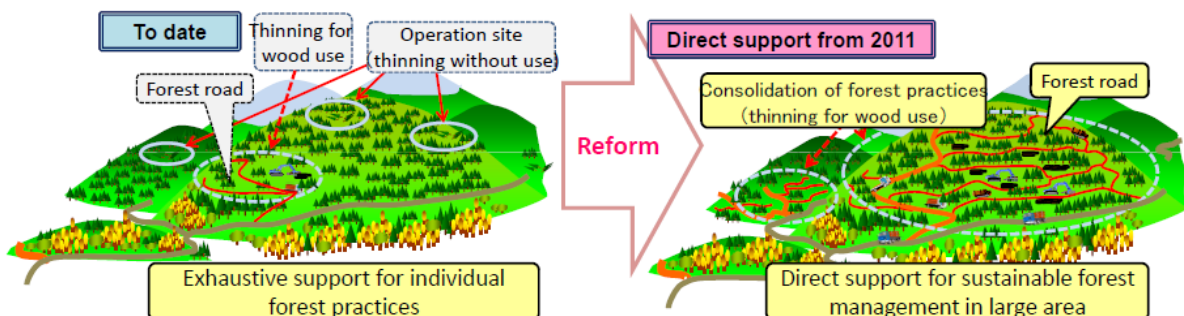 To date
Thinning for
wood use
Operation site
(thinning without use)
Forest road
Exhaustive support for individual
forest practices
Reform
Direct support from 2011
Consolidation of forest practices
(thinning for wood use)
Forest road
Direct support for sustainable forest
management in large area